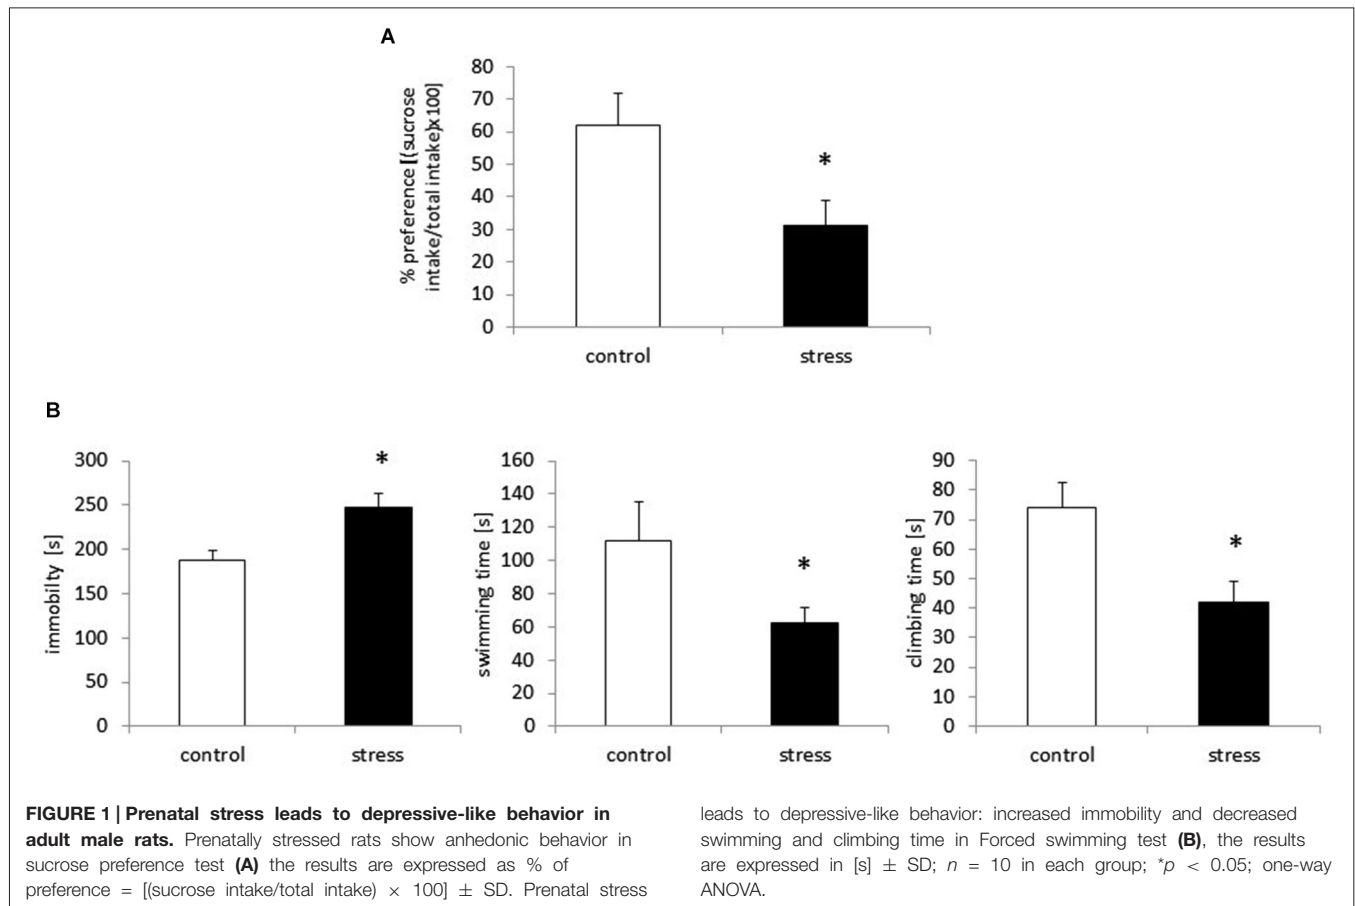 A
80
70
60
50
40
30
20
10
0
% preference [(sucrose
intake/total intake)x100]
*
control
stress
B
300
250
200
150
100
50
0
immobilty [s]
*
control
stress
160
140
120
100
80
60
40
20
0
swimming time [s]
*
control
stress
90
80
70
60
50
40
30
20
10
0
climbing time [s]
*
control
stress
FIGURE 1 | Prenatal stress leads to depressive-like behavior in
adult male rats. Prenatally stressed rats show anhedonic behavior in
sucrose preference test (A) the results are expressed as % of
preference = [(sucrose intake/total intake) × 100] ± SD. Prenatal stress
leads to depressive-like behavior: increased immobility and decreased
swimming and climbing time in Forced swimming test (B), the results
are expressed in [s] ± SD; n = 10 in each group; *p < 0.05; one-way
ANOVA.